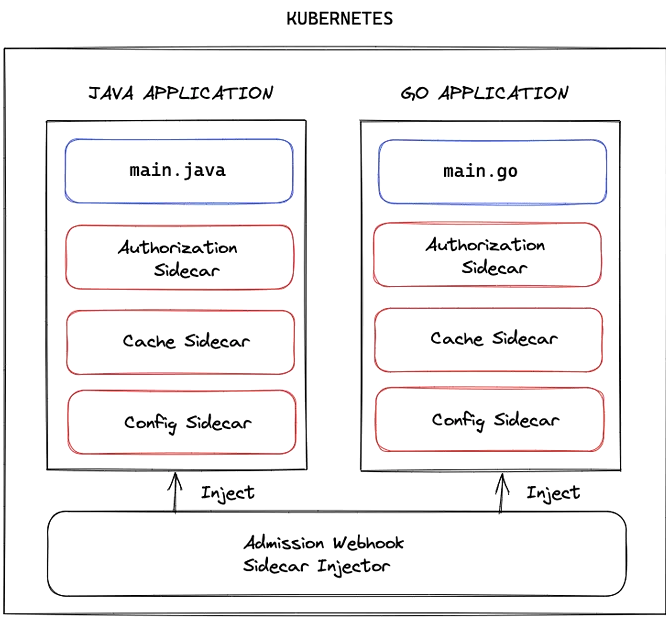 KUBERNETES
JAVA APPLICATION
GO APPLICATION
main.java
main.go
Authorization
Sidecar
Authorization
Sidecar
Cache Sidecar
Cache Sidecar
Config Sidecar
Config Sidecar
Inject
Inject
Admission Webhook
Sidecar Injector